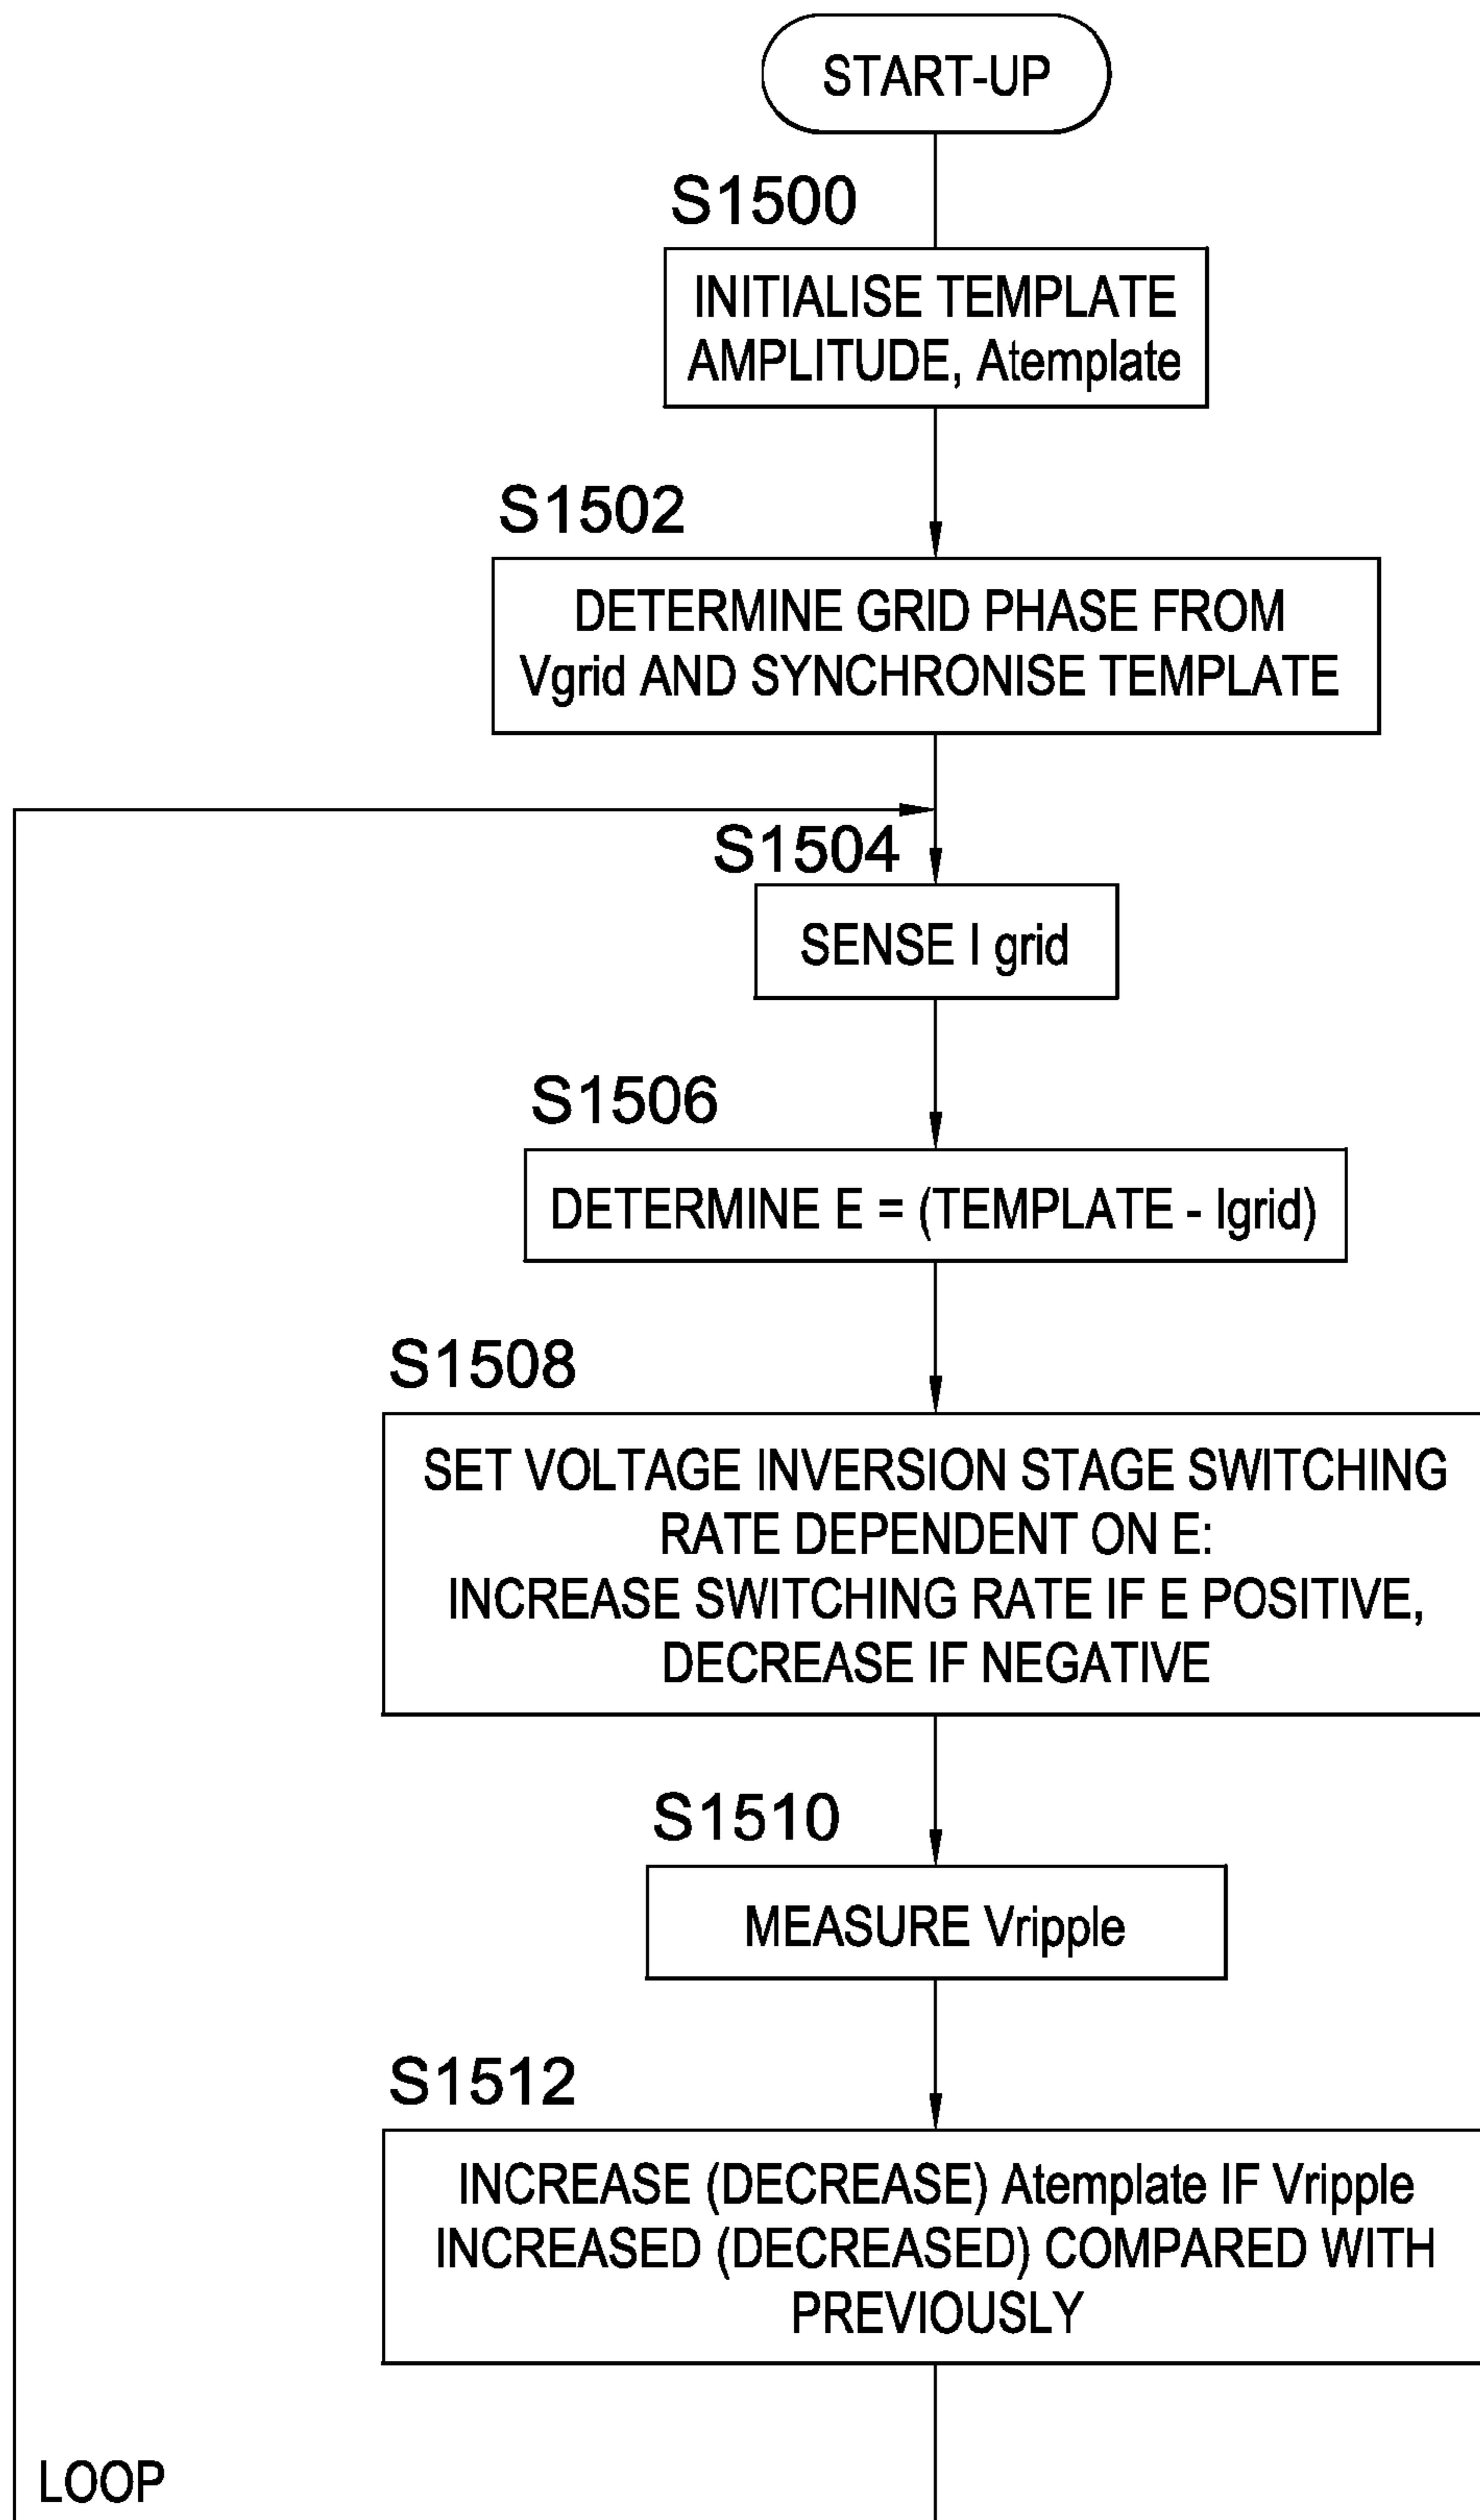 START-UP
S1500
INITIALISE TEMPLATE
AMPLITUDE, Atemplate
S1502
DETERMINE GRID PHASE FROM
Vgrid AND SYNCHRONISE TEMPLATE
S1504
SENSE I grid
S1506
DETERMINE E = (TEMPLATE - Igrid)
S1508
SET VOLTAGE INVERSION STAGE SWITCHING
RATE DEPENDENT ON E:
INCREASE SWITCHING RATE IF E POSITIVE,
DECREASE IF NEGATIVE
S1510
MEASURE Vripple
S1512
INCREASE (DECREASE) Atemplate IF Vripple
INCREASED (DECREASED) COMPARED WITH
PREVIOUSLY
LOOP